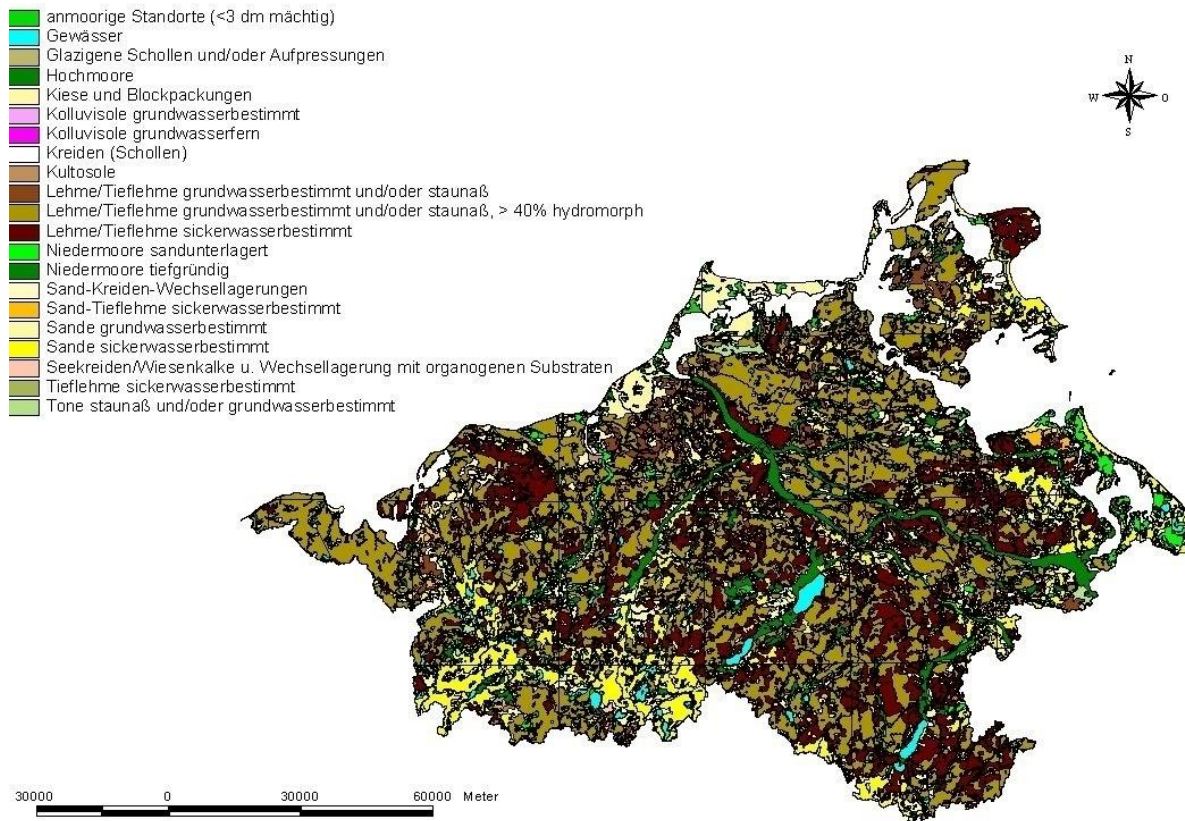 anmoorige Standorte (<3 dm mächtig)
Gewässer
Glazigene Schollen und/oder Aufpressungen
Hochmoore
Kiese und Blockpackungen
Kolluvisole grundwasserbestimmt
Kolluvisole grundwasserfern
Kreiden (Schollen)
Kultosole
Lehme/Tieflehme grundwasserbestimmt und/oder staunaß
Lehme/Tieflehme grundwasserbestimmt und/oder staunaß, > 40% hydromorph
Lehme/Tieflehme sickerwasserbestimmt
Niedermoore sandunterlagert
Niedermoore tiefgründig
Sand-Kreiden-Wechsellagerungen
Sand-Tieflehme sickerwasserbestimmt
Sande grundwasserbestimmt
Sande sickerwasserbestimmt
Seekreiden/Wiesenkalke u. Wechsellagerung mit organogenen Substraten
Tieflehme sickerwasserbestimmt
Tone staunaß und/oder grundwasserbestimmt
N
W O
S
30000 0 30000 60000 Meter